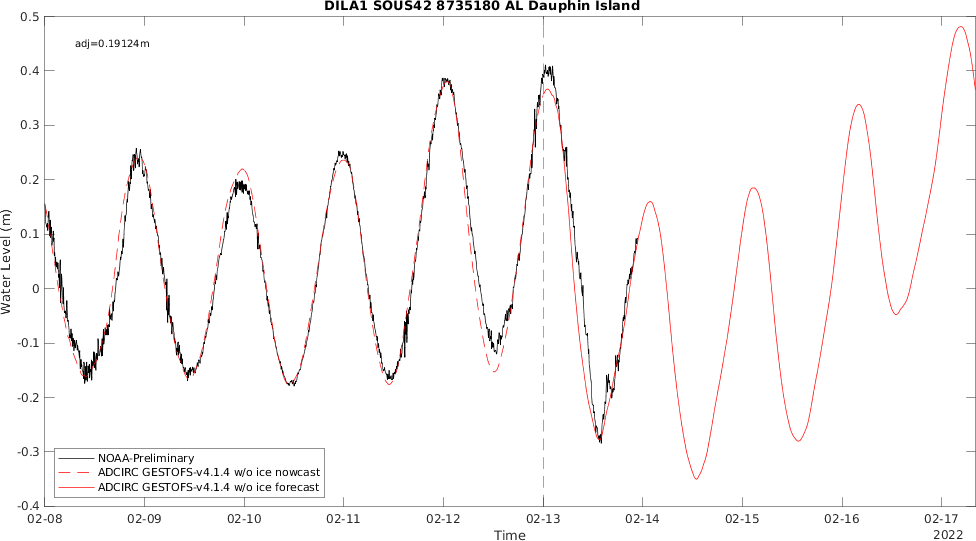 DILA1 SOUS42 8735180 AL Dauphin Island
adj=0.19124m
0.5
0.4
0.3
0.2
0.1
0
-0.1
-0.2
-0.3
-0.4
Water Level (m)
NOAA-Preliminary
ADCIRC GESTOFS-v4.1.4 w/o ice nowcast
ADCIRC GESTOFS-v4.1.4 w/o ice forecast
02-08 02-09 02-10 02-11 02-12 02-13 02-14 02-15 02-16 02-17
Time
2022